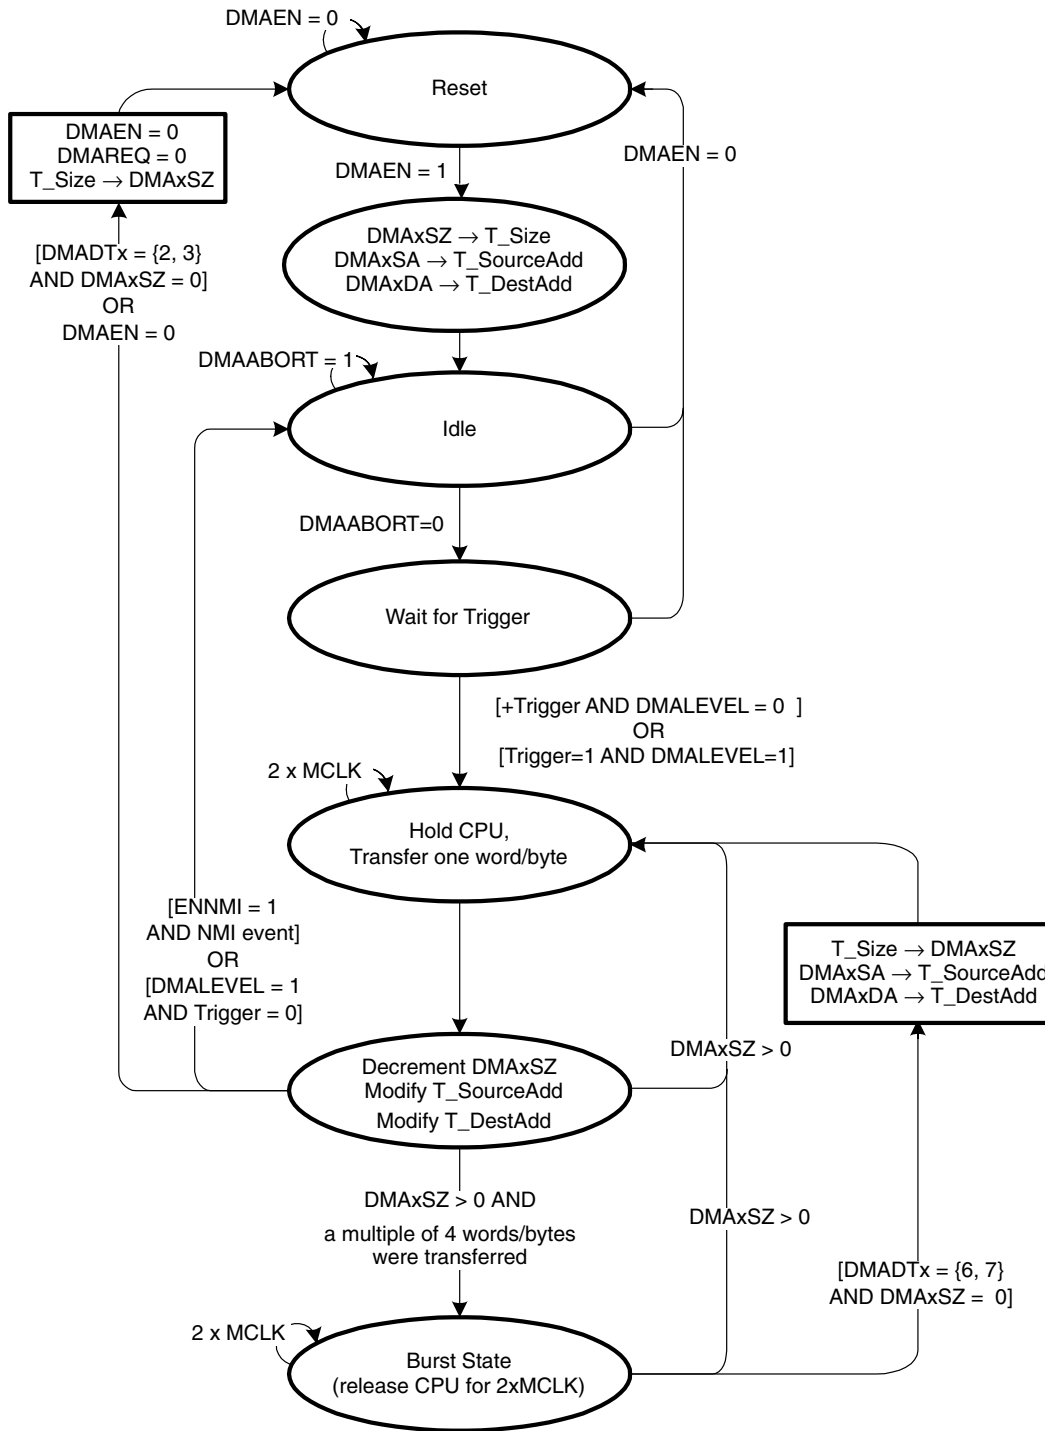 DMAEN = 0
Reset
DMAEN = 0
DMAREQ = 0
T_Size → DMAxSZ
DMAEN = 0
DMAEN = 1
[DMADTx = {2, 3}
AND DMAxSZ = 0]
OR
DMAEN = 0
DMAxSZ → T_Size
DMAxSA → T_SourceAdd
DMAxDA → T_DestAdd
DMAABORT = 1
Idle
DMAABORT=0
Wait for Trigger
[+Trigger AND DMALEVEL = 0 ]
OR
[Trigger=1 AND DMALEVEL=1]
2 x MCLK
Hold CPU,
Transfer one word/byte
[ENNMI = 1
AND NMI event]
OR
[DMALEVEL = 1
AND Trigger = 0]
T_Size → DMAxSZ
DMAxSA → T_SourceAdd
DMAxDA → T_DestAdd
DMAxSZ > 0
Decrement DMAxSZ
Modify T_SourceAdd
Modify T_DestAdd
DMAxSZ > 0 AND
a multiple of 4 words/bytes
were transferred
DMAxSZ > 0
[DMADTx = {6, 7}
AND DMAxSZ = 0]
2 x MCLK
Burst State
(release CPU for 2xMCLK)